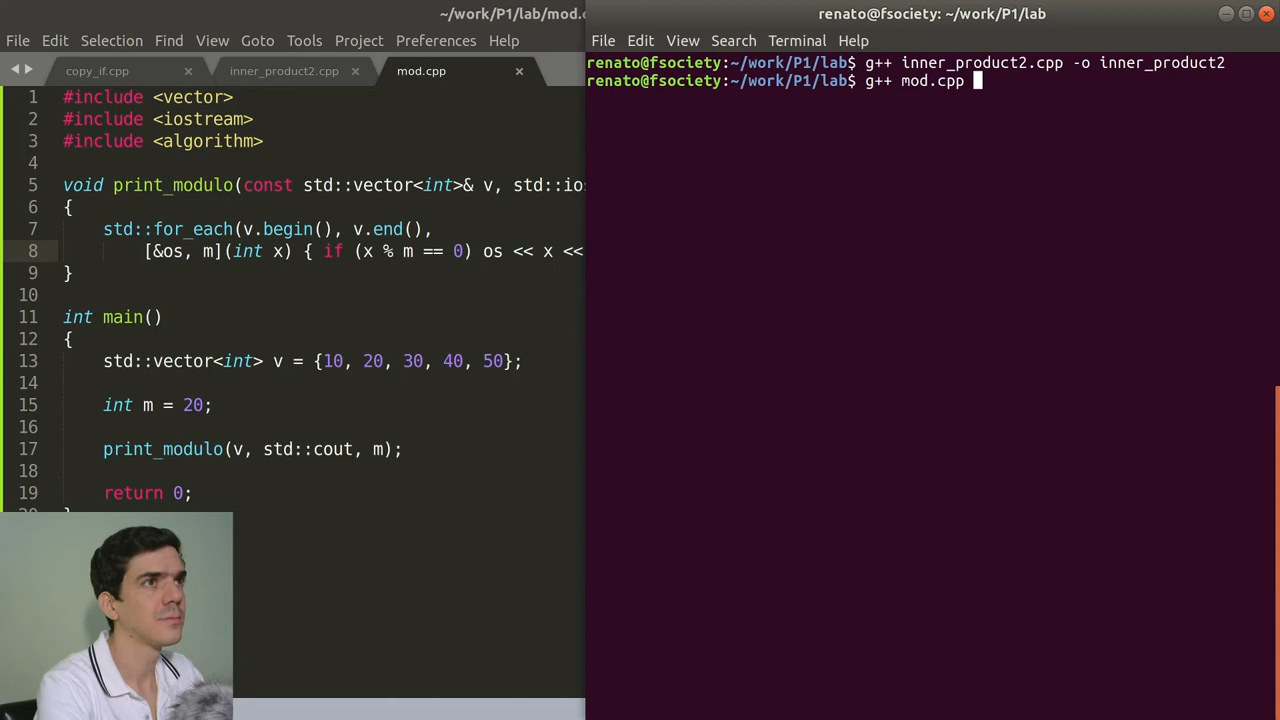 ~/work/P1/lab/mod.c
File Edit Selection Find View Goto Tools Project Preferences Help
copy_if.cpp × inner_product2.cpp × mod.cpp ×
1 #include <vector>
2 #include <iostream>
3 #include <algorithm>
4
5 void print_modulo(const std::vector<int>& v, std::ios
6 {
7 std::for_each(v.begin(), v.end(),
8 [&os, m](int x) { if (x % m == 0) os << x <<
9 }
10
11 int main()
12 {
13 std::vector<int> v = {10, 20, 30, 40, 50};
14
15 int m = 20;
16
17 print_modulo(v, std::cout, m);
18
19 return 0;
renato@fsociety: ~/work/P1/lab
File Edit View Search Terminal Help
renato@fsociety:~/work/P1/lab$ g++ inner_product2.cpp -o inner_product2
renato@fsociety:~/work/P1/lab$ g++ mod.cpp